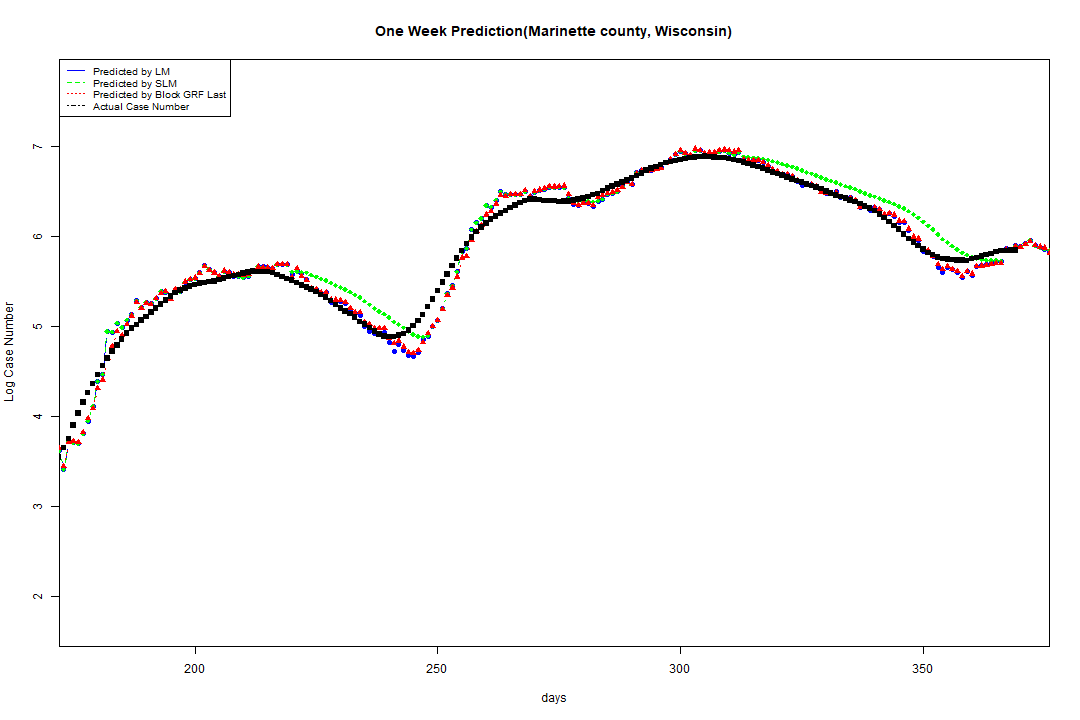 One Week Prediction(Marinette county, Wisconsin)
Predicted by LM
Predicted by SLM
Predicted by Block GRF Last
Actual Case Number
7
6
5
4
3
2
Log Case Number
200
250
300
350
days